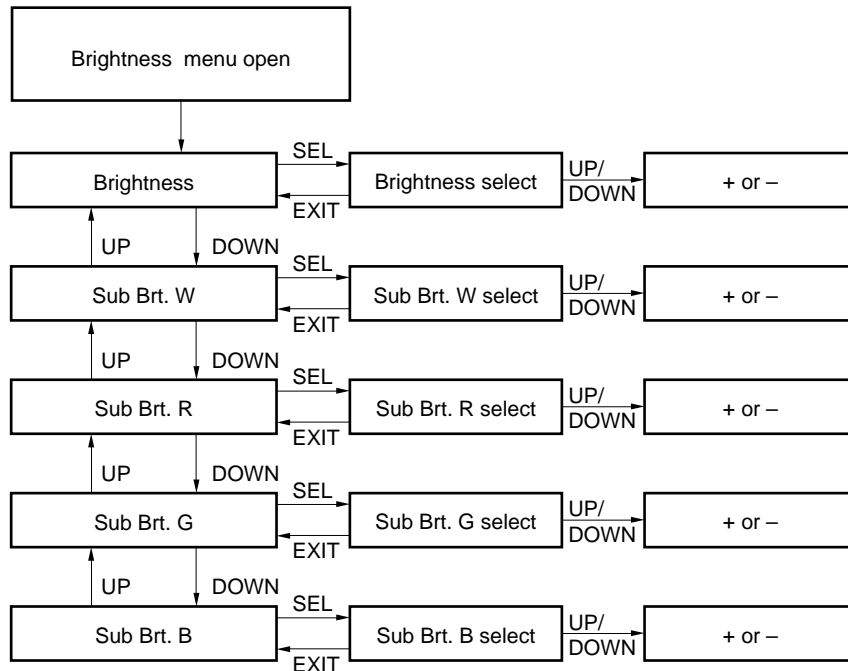 Brightness menu open
SEL
UP/
Brightness
Brightness select
+ or –
EXIT
DOWN
UP
DOWN
SEL
UP/
Sub Brt. W
Sub Brt. W select
+ or –
EXIT
DOWN
UP
DOWN
SEL
UP/
Sub Brt. R
Sub Brt. R select
+ or –
EXIT
DOWN
UP
DOWN
SEL
UP/
Sub Brt. G
Sub Brt. G select
+ or –
EXIT
DOWN
UP
DOWN
SEL
UP/
Sub Brt. B
Sub Brt. B select
+ or –
EXIT
DOWN